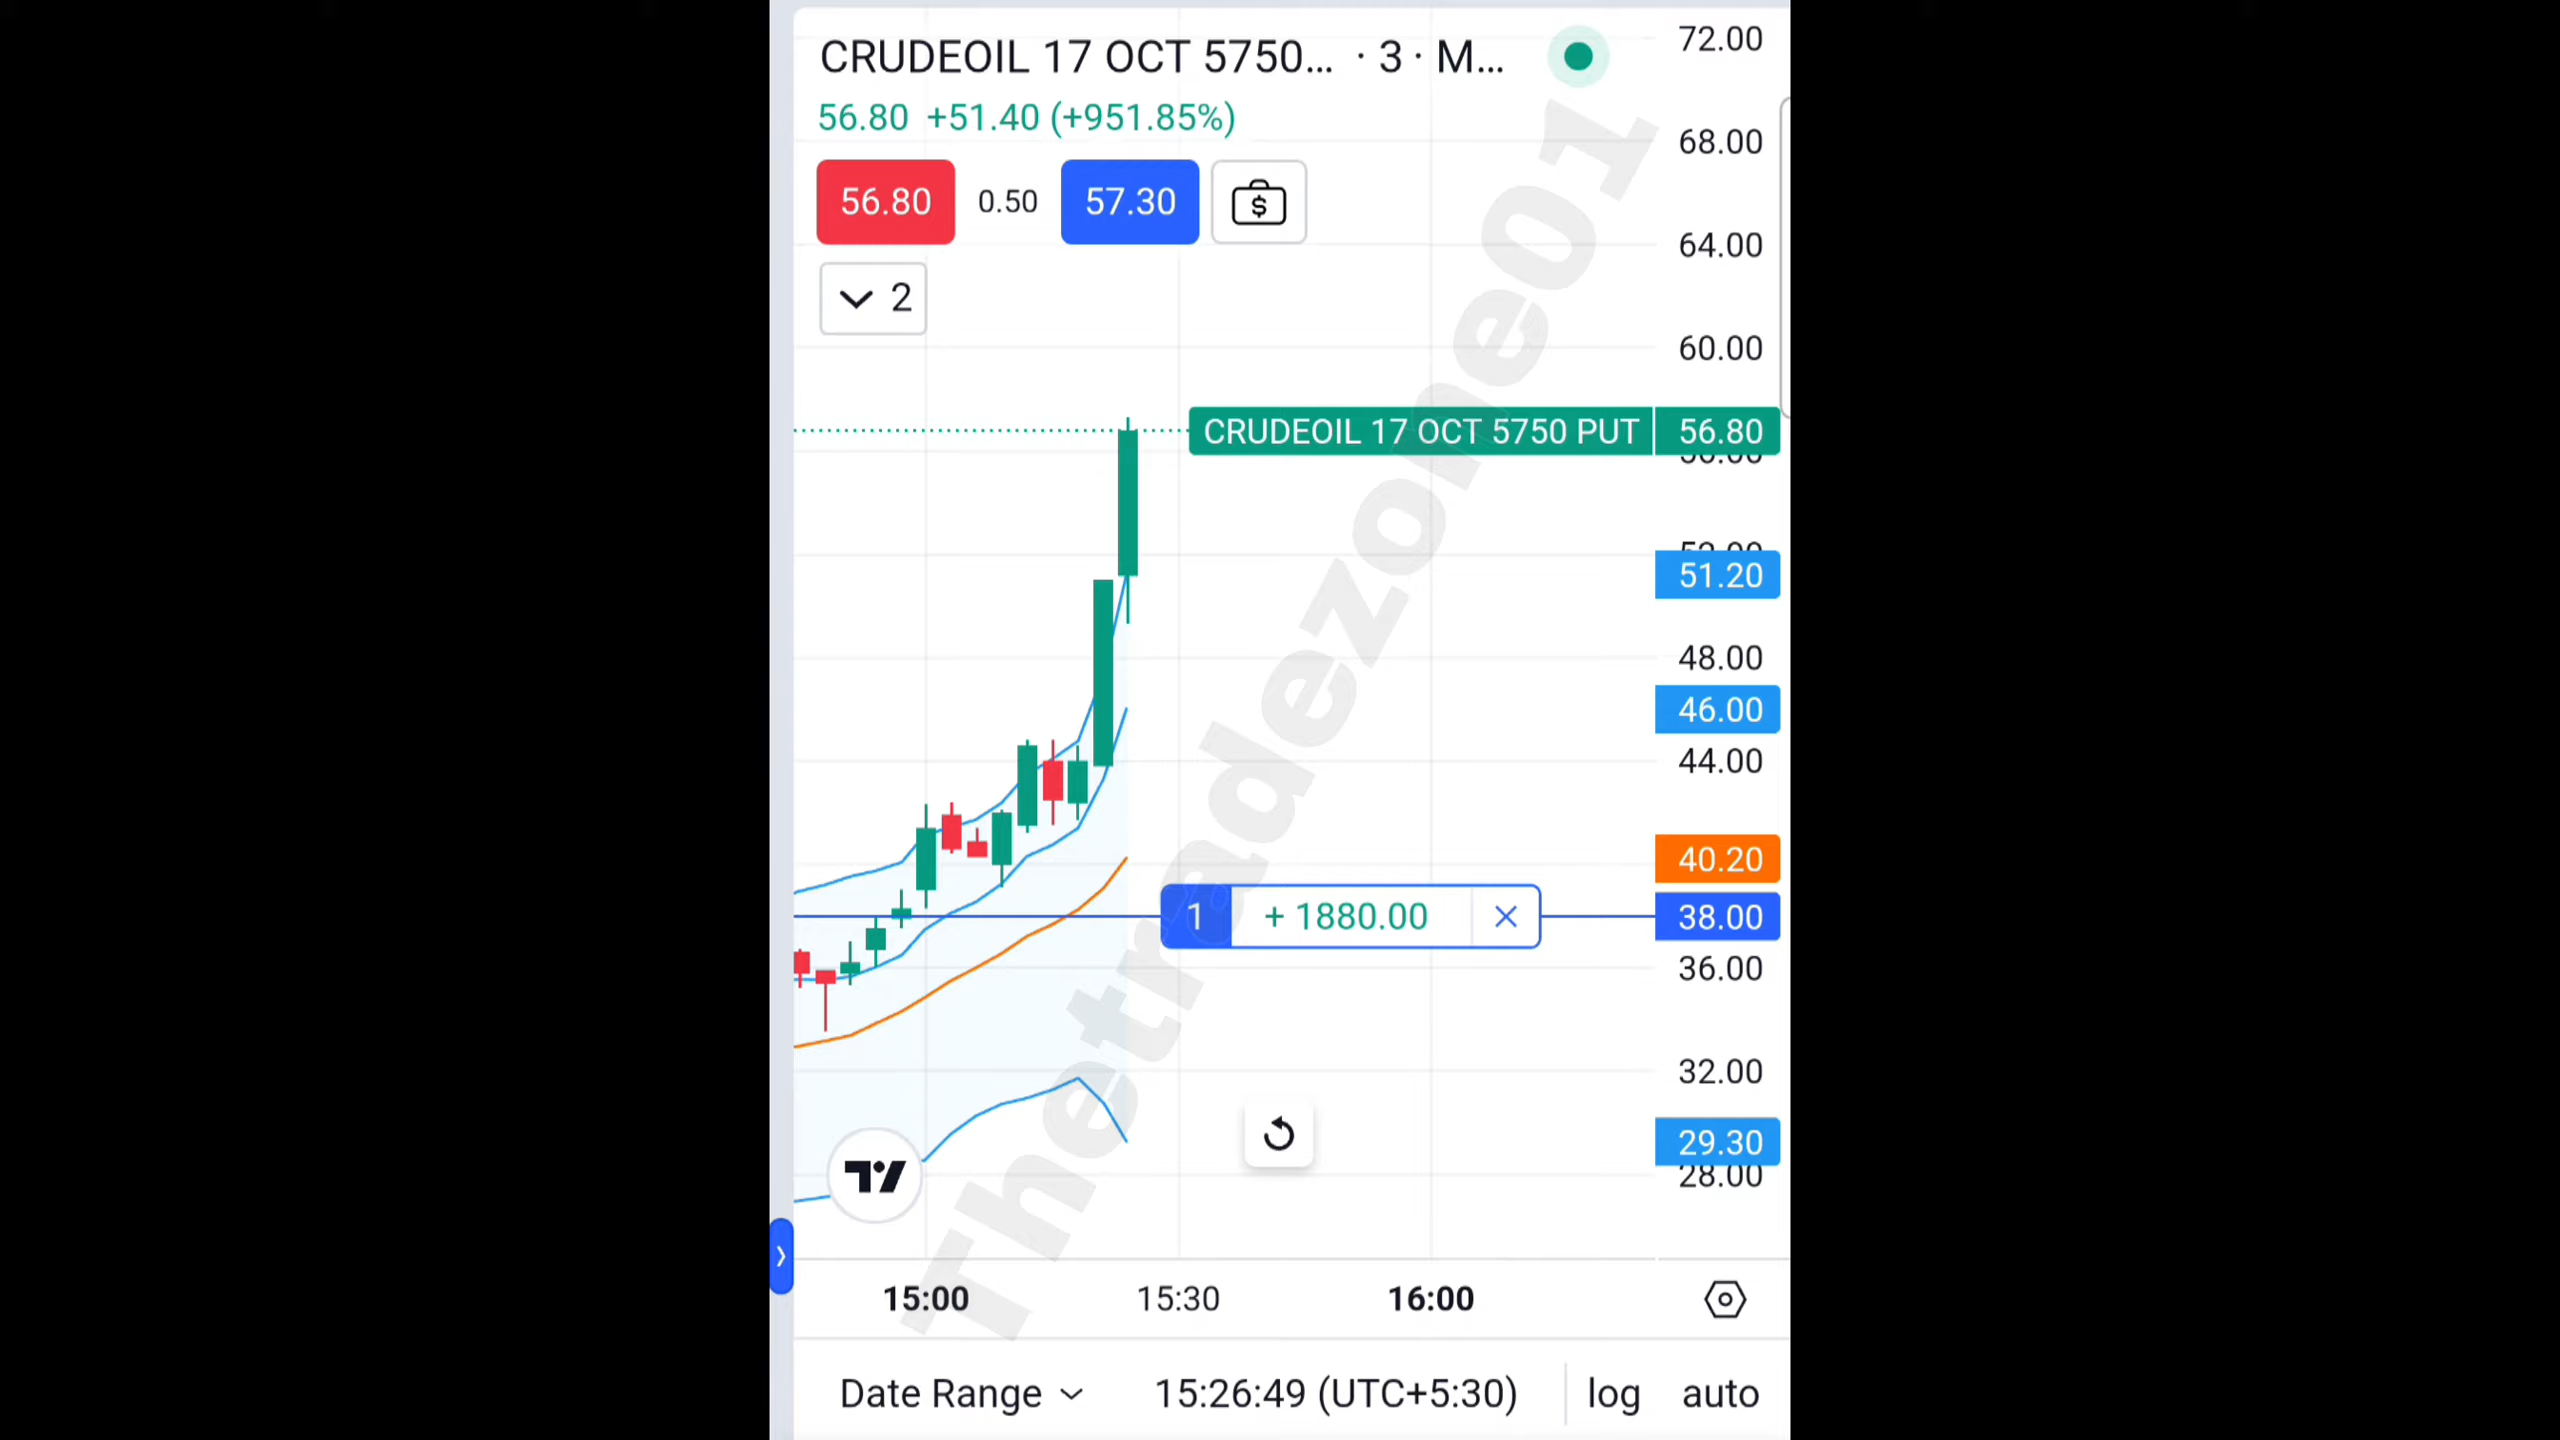 CRUDEOIL 17 OCT 5750... · 3 · M...
56.80 +51.40 (+951.85%)
56.80 0.50 57.30
2
72.00
68.00
64.00
60.00
CRUDEOIL 17 OCT 5750 PUT 56.80
51.20
48.00
46.00
44.00
40.20
1 + 1880.00 38.00
36.00
32.00
29.30
28.00
Thetradezone01
15:00 15:30 16:00
Date Range 15:26:49 (UTC+5:30) log auto